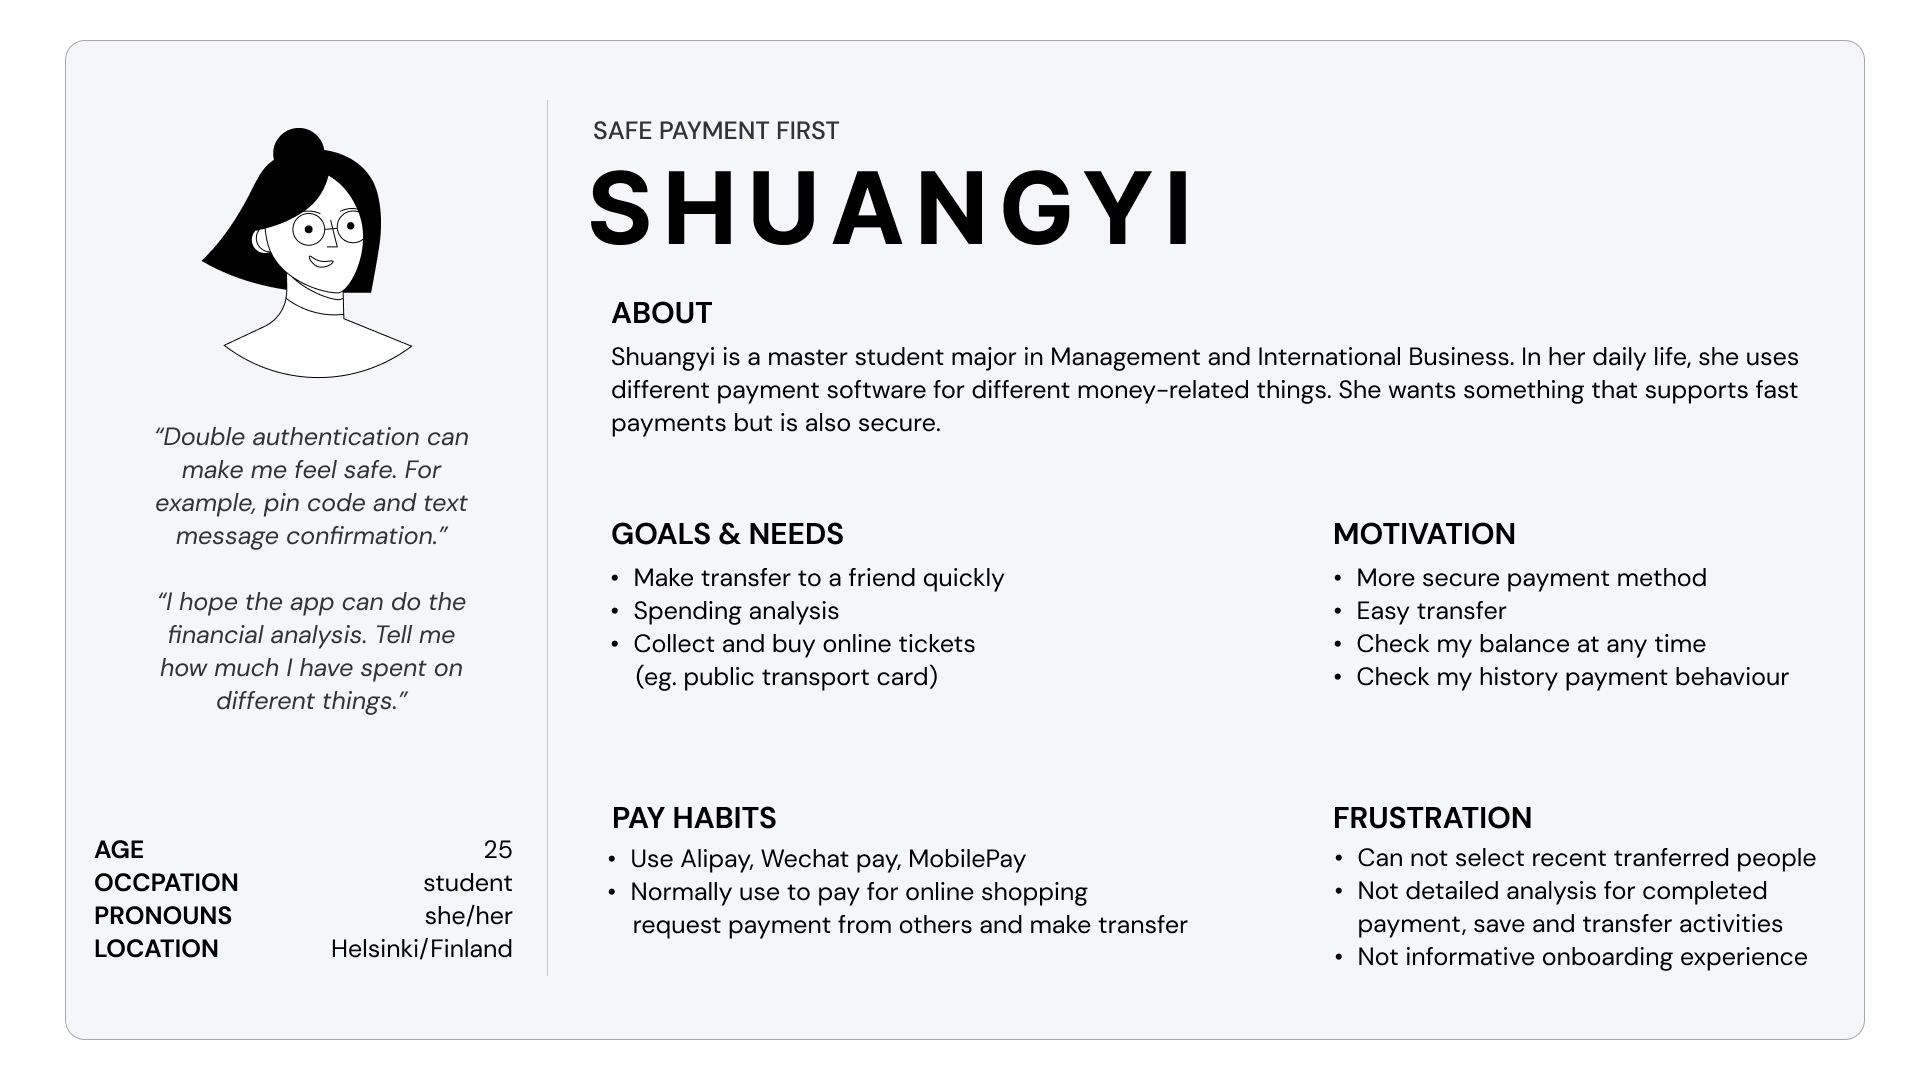 “Double authentication can
make me feel safe. For
example, pin code and text
message confirmation.”
“I hope the app can do the
financial analysis. Tell me
how much I have spent on
different things.”
AGE 25
OCCPATION student
PRONOUNS she/her
LOCATION Helsinki/Finland
SAFE PAYMENT FIRST
SHUANGYI
ABOUT
Shuangyi is a master student major in Management and International Business. In her daily life, she uses
different payment software for different money-related things. She wants something that supports fast
payments but is also secure.
GOALS & NEEDS
• Make transfer to a friend quickly
• Spending analysis
• Collect and buy online tickets
(eg. public transport card)
MOTIVATION
• More secure payment method
• Easy transfer
• Check my balance at any time
• Check my history payment behaviour
PAY HABITS
• Use Alipay, Wechat pay, MobilePay
• Normally use to pay for online shopping
request payment from others and make transfer
FRUSTRATION
• Can not select recent tranferred people
• Not detailed analysis for completed
payment, save and transfer activities
• Not informative onboarding experience